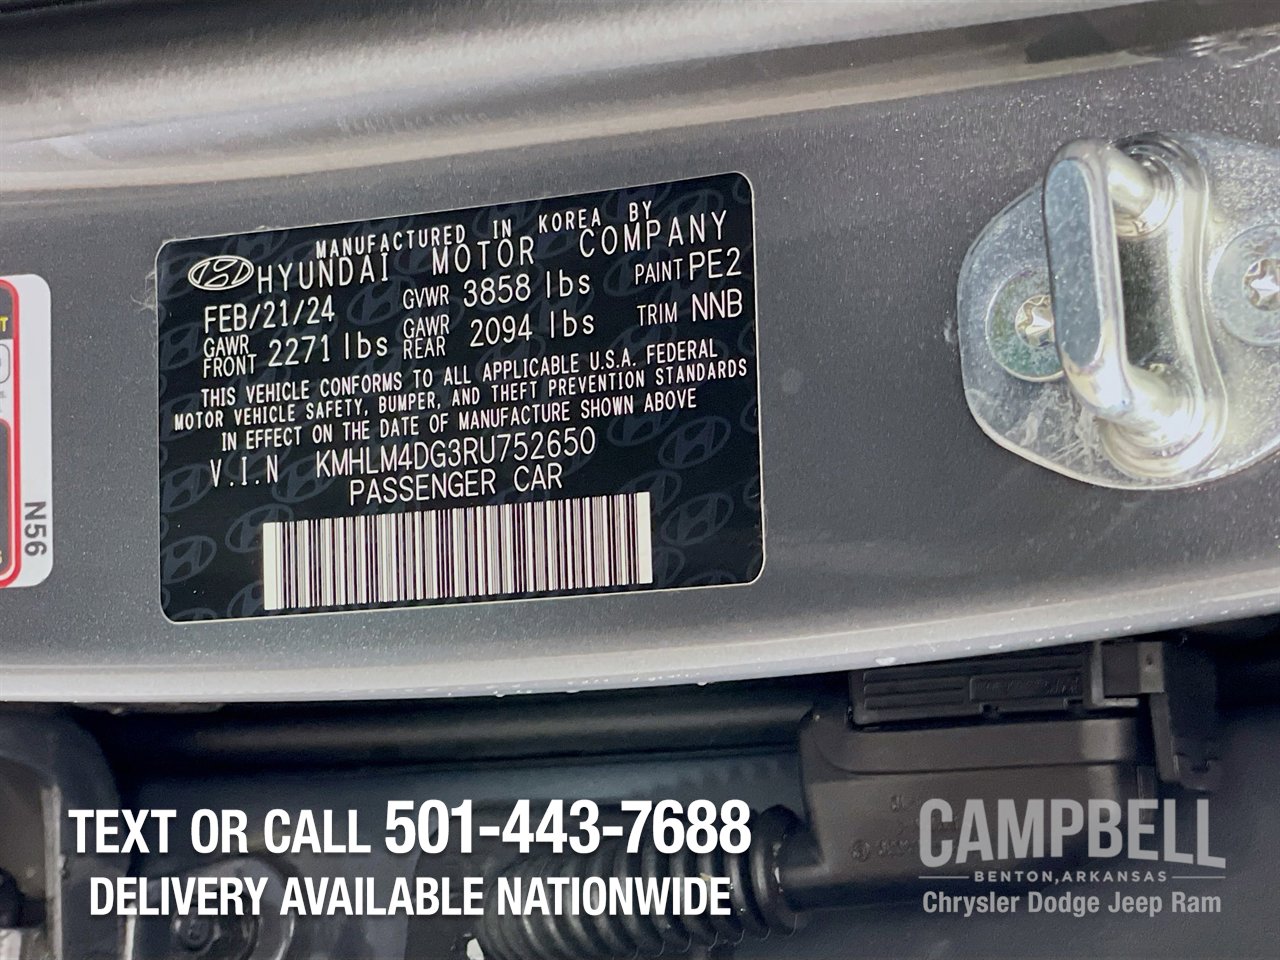 MANUFACTURED IN KOREA BY
HYUNDAI MOTOR COMPANY
FEB/21/24 GVWR 3858 lbs PAINT PE2
GAWR FRONT 2271 lbs GAWR REAR 2094 lbs TRIM NNB
THIS VEHICLE CONFORMS TO ALL APPLICABLE U.S.A. FEDERAL
MOTOR VEHICLE SAFETY, BUMPER, AND THEFT PREVENTION STANDARDS
IN EFFECT ON THE DATE OF MANUFACTURE SHOWN ABOVE
V.I.N KMHLM4DG3RU752650
PASSENGER CAR
N56
TEXT OR CALL 501-443-7688
DELIVERY AVAILABLE NATIONWIDE
CAMPBELL
BENTON, ARKANSAS
Chrysler Dodge Jeep Ram